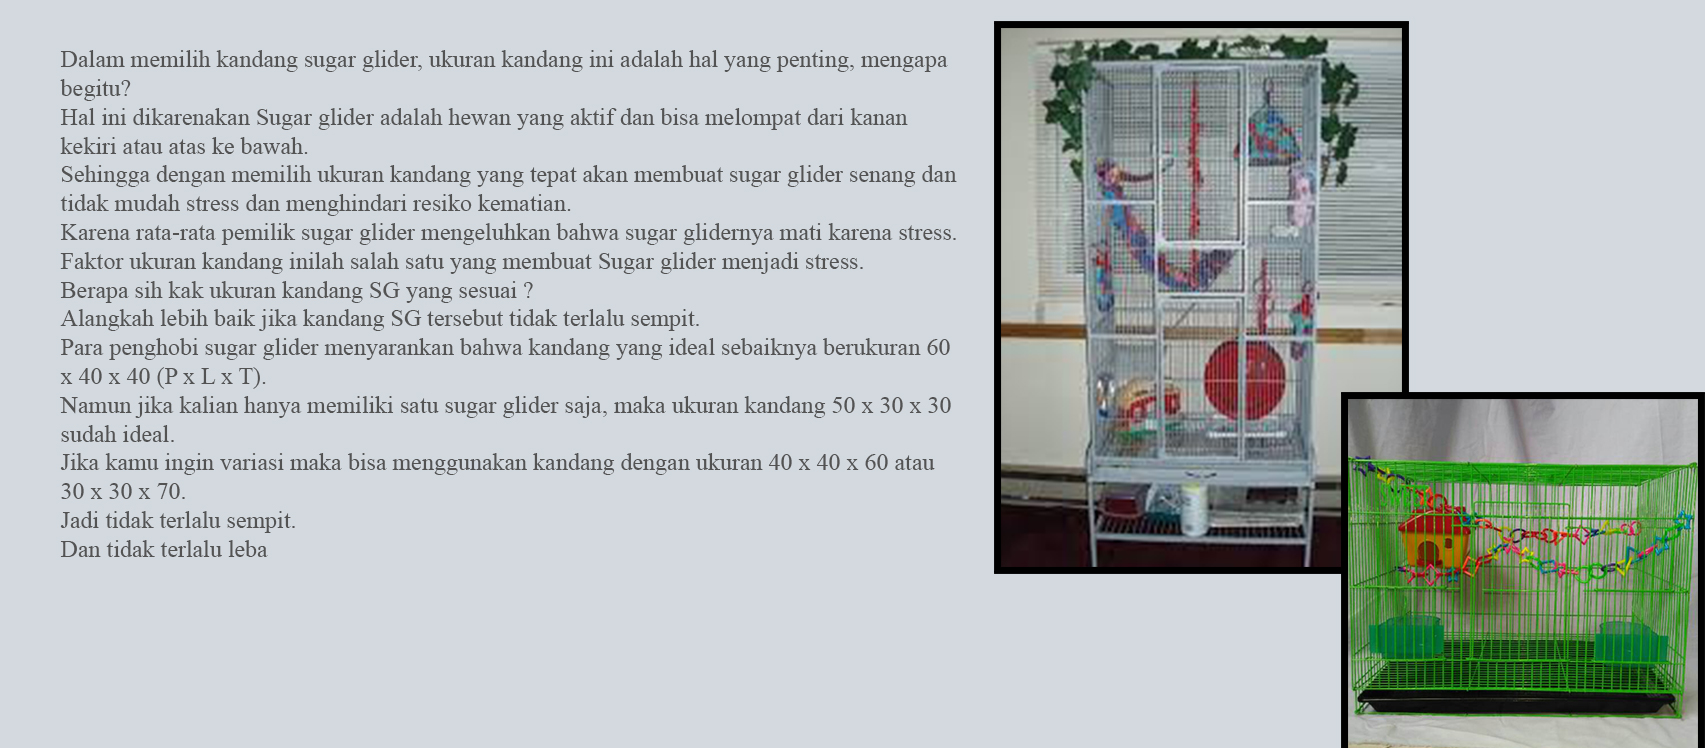 Dalam memilih kandang sugar glider, ukuran kandang ini adalah hal yang penting, mengapa
begitu?
Hal ini dikarenakan Sugar glider adalah hewan yang aktif dan bisa melompat dari kanan
kekiri atau atas ke bawah.
Sehingga dengan memilih ukuran kandang yang tepat akan membuat sugar glider senang dan
tidak mudah stress dan menghindari resiko kematian.
Karena rata-rata pemilik sugar glider mengeluhkan bahwa sugar glidernya mati karena stress.
Faktor ukuran kandang inilah salah satu yang membuat Sugar glider menjadi stress.
Berapa sih kak ukuran kandang SG yang sesuai ?
Alangkah lebih baik jika kandang SG tersebut tidak terlalu sempit.
Para penghobi sugar glider menyarankan bahwa kandang yang ideal sebaiknya berukuran 60
x 40 x 40 (P x L x T).
Namun jika kalian hanya memiliki satu sugar glider saja, maka ukuran kandang 50 x 30 x 30
sudah ideal.
Jika kamu ingin variasi maka bisa menggunakan kandang dengan ukuran 40 x 40 x 60 atau
30 x 30 x 70.
Jadi tidak terlalu sempit.
Dan tidak terlalu leba